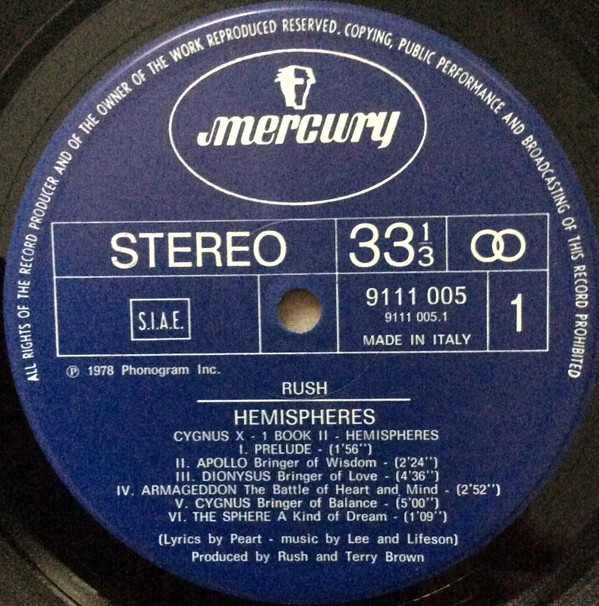 ALL RIGHTS OF THE RECORD PRODUCER AND OF THE OWNER OF THE WORK REPRODUCED RESERVED. COPYING, PUBLIC PERFORMANCE AND BROADCASTING OF THIS RECORD PROHIBITED
mercury
STEREO 33 1/3
S.I.A.E. 9111 005 1
9111 005.1
MADE IN ITALY
℗ 1978 Phonogram Inc.
RUSH
HEMISPHERES
CYGNUS X - 1 BOOK II - HEMISPHERES
I. PRELUDE - (1'56'')
II. APOLLO Bringer of Wisdom - (2'24'')
III. DIONYSUS Bringer of Love - (4'36'')
IV. ARMAGEDDON The Battle of Heart and Mind - (2'52'')
V. CYGNUS Bringer of Balance - (5'00'')
VI. THE SPHERE A Kind of Dream - (1'09'')
(Lyrics by Peart - music by Lee and Lifeson)
Produced by Rush and Terry Brown